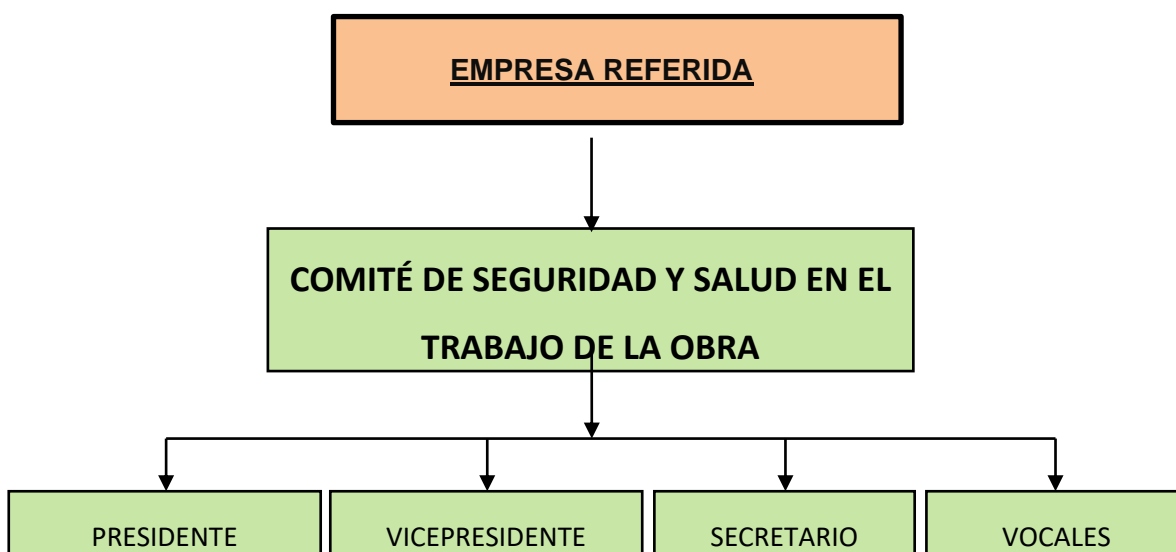 EMPRESA REFERIDA
COMITÉ DE SEGURIDAD Y SALUD EN EL
TRABAJO DE LA OBRA
PRESIDENTE
VICEPRESIDENTE
SECRETARIO
VOCALES